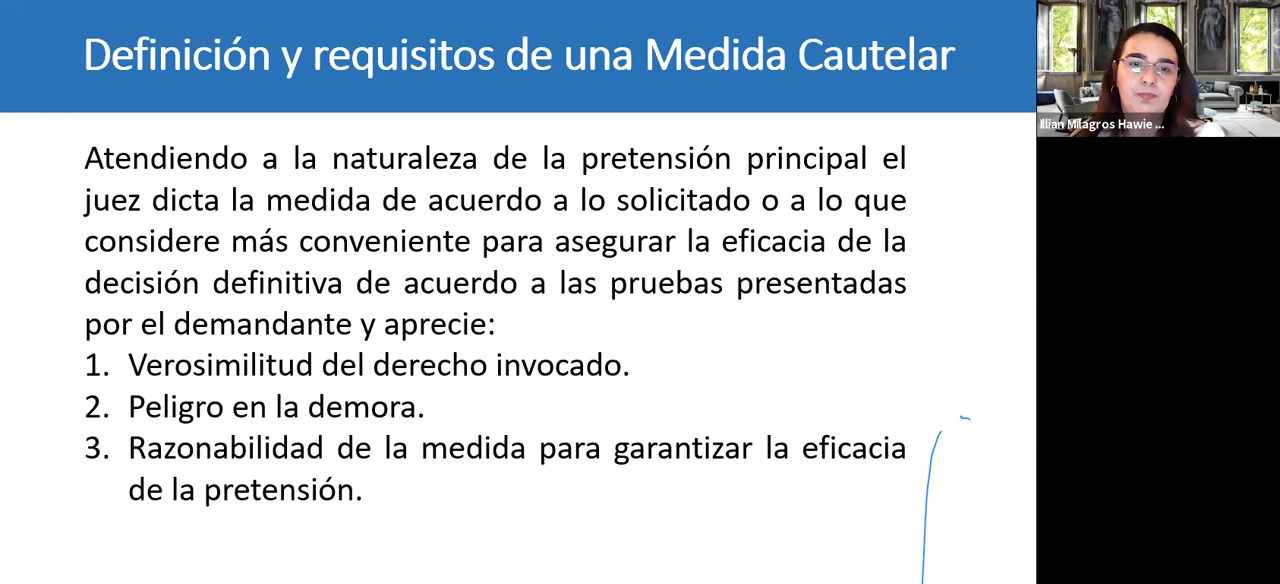 Definición y requisitos de una Medida Cautelar
Atendiendo a la naturaleza de la pretensión principal el
juez dicta la medida de acuerdo a lo solicitado o a lo que
considere más conveniente para asegurar la eficacia de la
decisión definitiva de acuerdo a las pruebas presentadas
por el demandante y aprecie:
1. Verosimilitud del derecho invocado.
2. Peligro en la demora.
3. Razonabilidad de la medida para garantizar la eficacia
de la pretensión.
illian Milagros Hawie ...